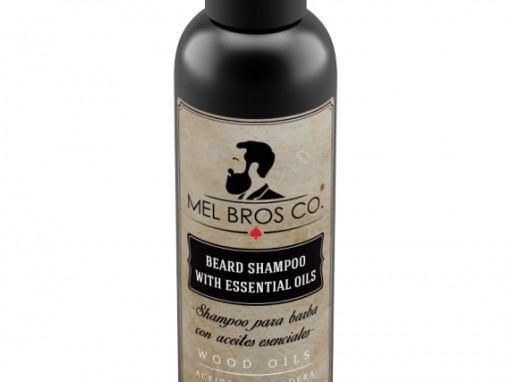 MEL BROS CO.®
BEARD SHAMPOO
WITH ESSENTIAL OILS
-Shampoo para barba
con aceites esenciales-
WOOD OILS